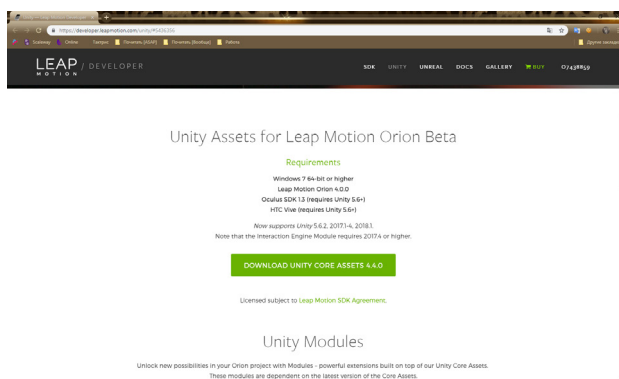 https://developer.leapmotion.com/unity/#5436356
LEAP / DEVELOPER
MOTION
SDK UNITY UNREAL DOCS GALLERY BUY 07438859
Unity Assets for Leap Motion Orion Beta
Requirements
Windows 7 64-bit or higher
Leap Motion Orion 4.0.0
Oculus SDK 1.3 (requires Unity 5.6+)
HTC Vive (requires Unity 5.6+)
Now supports Unity 5.6.2, 2017.1-4, 2018.1.
Note that the Interaction Engine Module requires 2017.4 or higher.
DOWNLOAD UNITY CORE ASSETS 4.4.0
Licensed subject to Leap Motion SDK Agreement.
Unity Modules
Unlock new possibilities in your Orion project with Modules – powerful extensions built on top of our Unity Core Assets.
These modules are dependent on the latest version of the Core Assets.